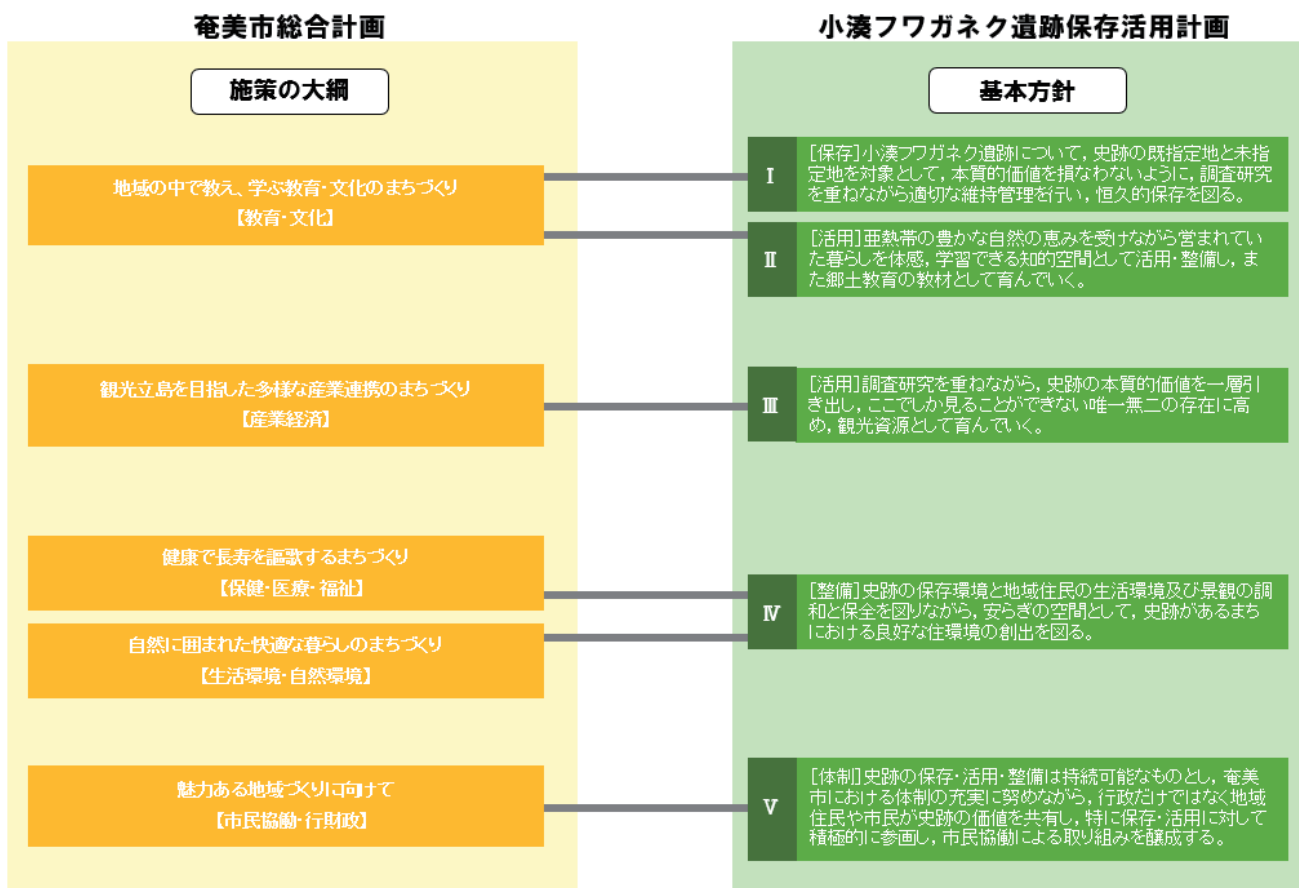 奄美市総合計画
施策の大綱
地域の中で教え、学ぶ教育・文化のまちづくり
【教育・文化】
観光立島を目指した多様な産業連携のまちづくり
【産業経済】
健康で長寿を謳歌するまちづくり
【保健・医療・福祉】
自然に囲まれた快適な暮らしのまちづくり
【生活環境・自然環境】
魅力ある地域づくりに向けて
【市民協働・行財政】
小湊フワガネク遺跡保存活用計画
基本方針
Ⅰ
[保存]小湊フワガネク遺跡について，史跡の既指定地と未指
定地を対象として，本質的価値を損なわないように，調査研究
を重ねながら適切な維持管理を行い，恒久的保存を図る。
Ⅱ
[活用]亜熱帯の豊かな自然の恵みを受けながら営まれてい
た暮らしを体感，学習できる知的空間として活用・整備し，ま
た郷土教育の教材として育んでいく。
Ⅲ
[活用]調査研究を重ねながら，史跡の本質的価値を一層引
き出し，ここでしか見ることができない唯一無二の存在に高
め，観光資源として育んでいく。
Ⅳ
[整備]史跡の保存環境と地域住民の生活環境及び景観の調
和と保全を図りながら，安らぎの空間として，史跡があるまち
における良好な住環境の創出を図る。
Ⅴ
[体制]史跡の保存・活用・整備は持続可能なものとし，奄美
市における体制の充実に努めながら，行政だけではなく地域
住民や市民が史跡の価値を共有し，特に保存・活用に対して
積極的に参画し，市民協働による取り組みを醸成する。